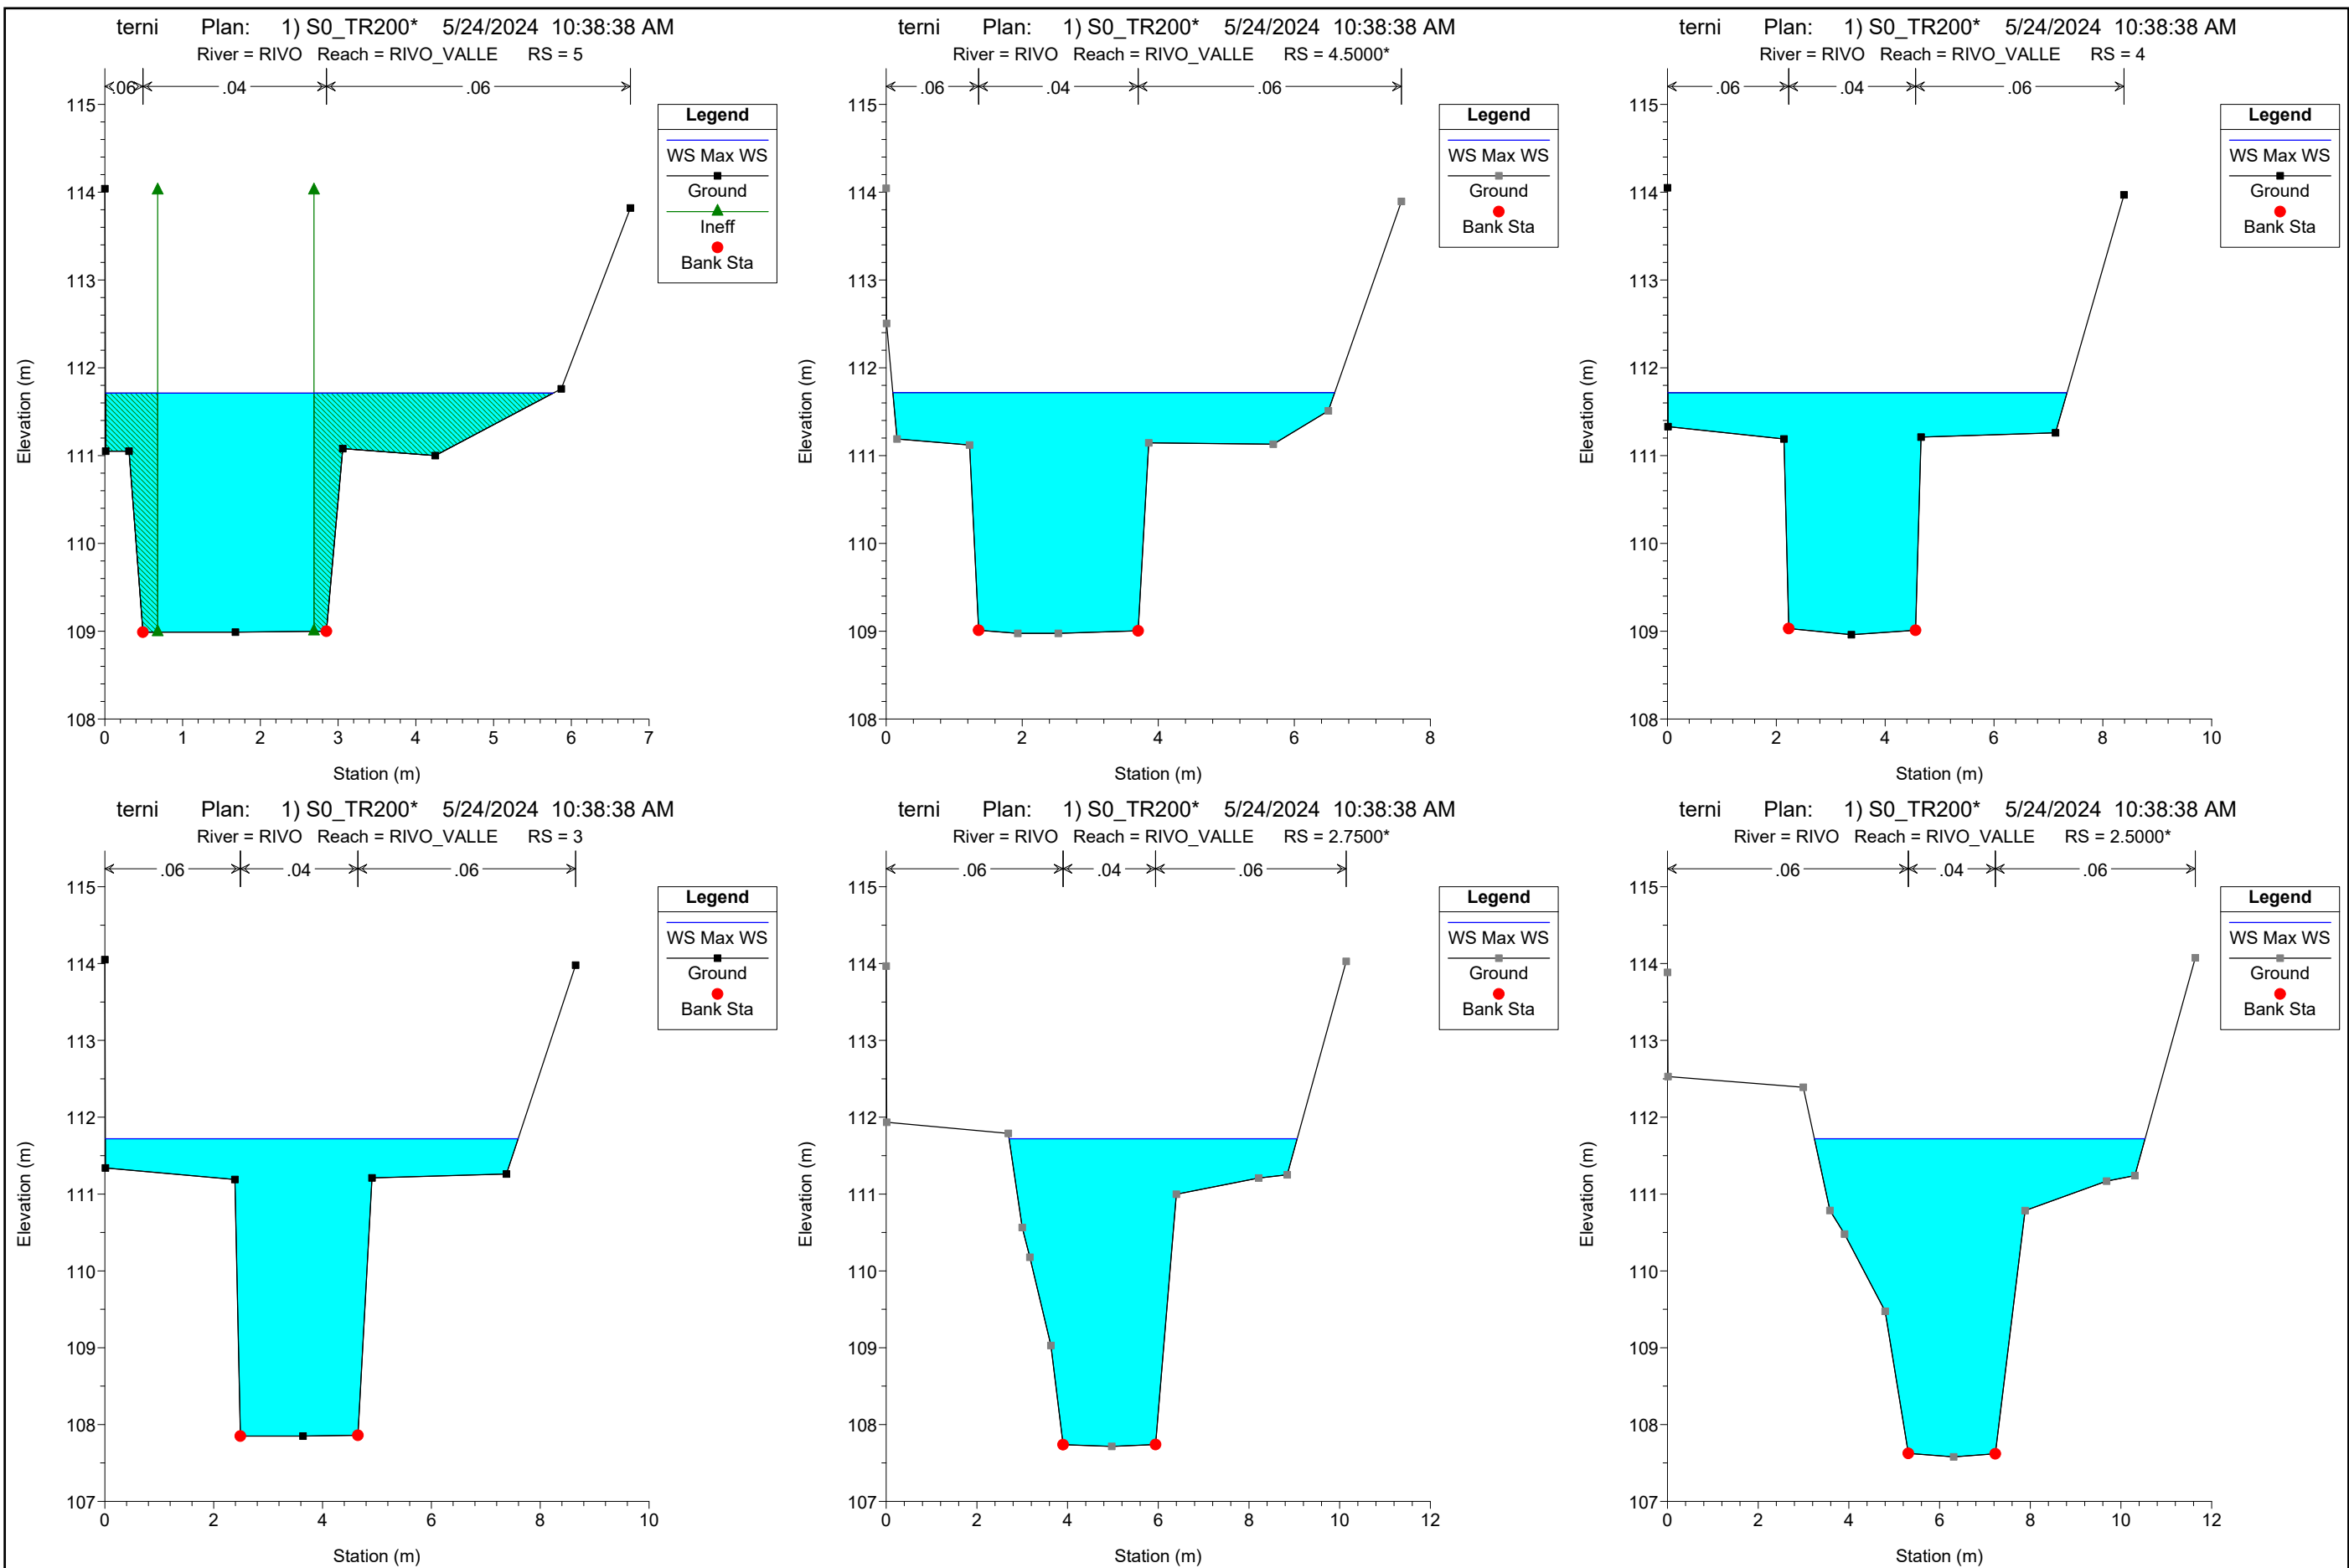 terni Plan: 1) S0_TR200* 5/24/2024 10:38:38 AM
River = RIVO Reach = RIVO_VALLE RS = 5
.06 .04 .06
115
114
113
112
111
110
109
108
Elevation (m)
0 1 2 3 4 5 6 7
Station (m)
Legend
WS Max WS
Ground
Ineff
Bank Sta
terni Plan: 1) S0_TR200* 5/24/2024 10:38:38 AM
River = RIVO Reach = RIVO_VALLE RS = 4.5000*
.06 .04 .06
115
114
113
112
111
110
109
108
Elevation (m)
0 2 4 6 8
Station (m)
Legend
WS Max WS
Ground
Bank Sta
terni Plan: 1) S0_TR200* 5/24/2024 10:38:38 AM
River = RIVO Reach = RIVO_VALLE RS = 4
.06 .04 .06
115
114
113
112
111
110
109
108
Elevation (m)
0 2 4 6 8 10
Station (m)
Legend
WS Max WS
Ground
Bank Sta
terni Plan: 1) S0_TR200* 5/24/2024 10:38:38 AM
River = RIVO Reach = RIVO_VALLE RS = 3
.06 .04 .06
115
114
113
112
111
110
109
108
107
Elevation (m)
0 2 4 6 8 10
Station (m)
Legend
WS Max WS
Ground
Bank Sta
terni Plan: 1) S0_TR200* 5/24/2024 10:38:38 AM
River = RIVO Reach = RIVO_VALLE RS = 2.7500*
.06 .04 .06
115
114
113
112
111
110
109
108
107
Elevation (m)
0 2 4 6 8 10 12
Station (m)
Legend
WS Max WS
Ground
Bank Sta
terni Plan: 1) S0_TR200* 5/24/2024 10:38:38 AM
River = RIVO Reach = RIVO_VALLE RS = 2.5000*
.06 .04 .06
115
114
113
112
111
110
109
108
107
Elevation (m)
0 2 4 6 8 10 12
Station (m)
Legend
WS Max WS
Ground
Bank Sta